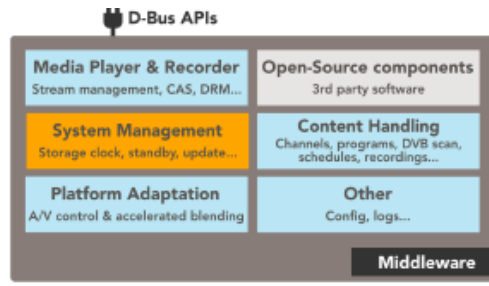 D-Bus APIs
Media Player & Recorder
Stream management, CAS, DRM...
Open-Source components
3rd party software
System Management
Storage clock, standby, update...
Content Handling
Channels, programs, DVB scan,
schedules, recordings...
Platform Adaptation
A/V control & accelerated blending
Other
Config, logs...
Middleware